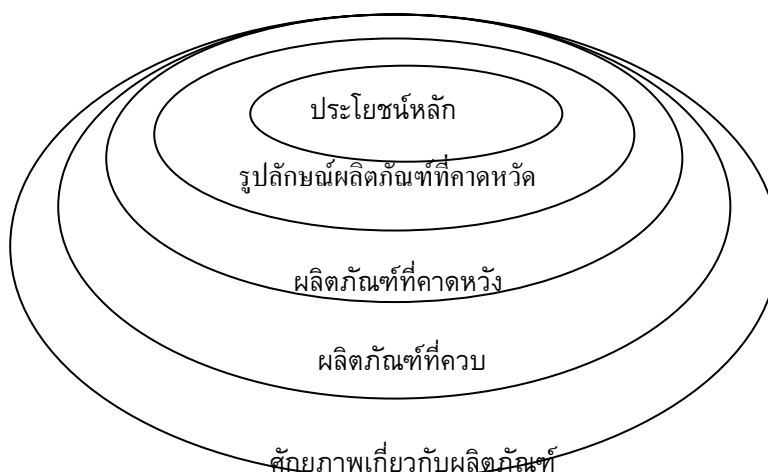 ประโยชน์หลัก
รูปลักษณ์ผลิตภัณฑ์ที่คาดหวัด
ผลิตภัณฑ์ที่คาดหวัง
ผลิตภัณฑ์ที่ควบ
ศักยภาพเกี่ยวกับผลิตภัณฑ์